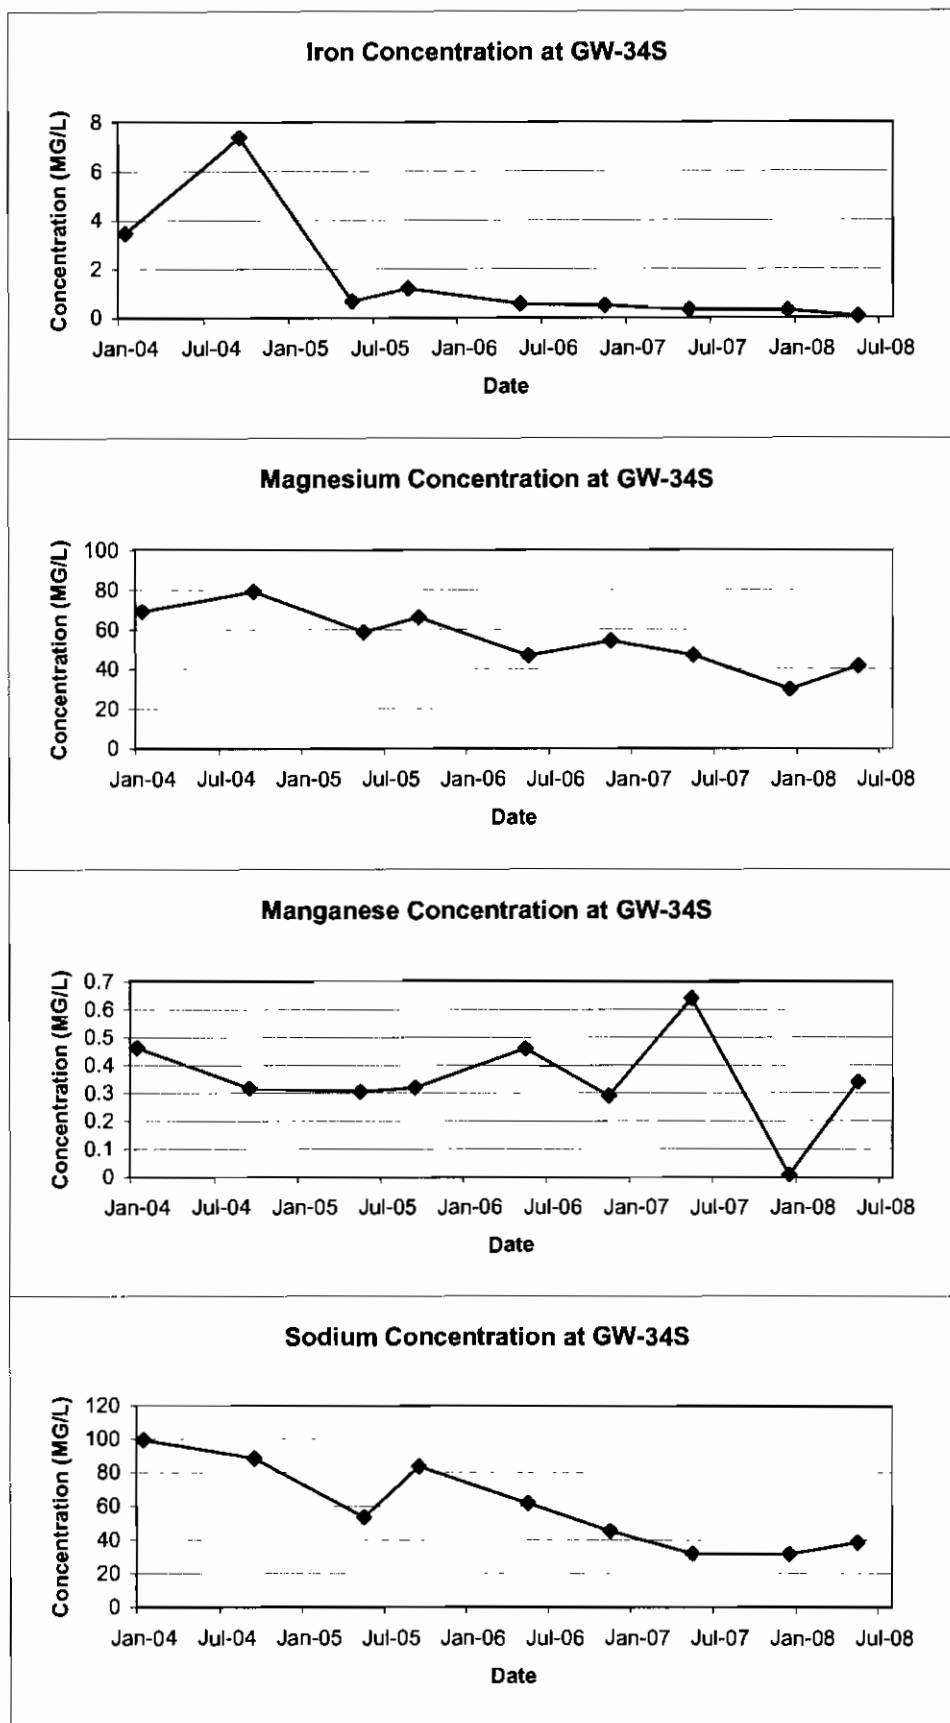 Iron Concentration at GW-34S
Concentration (MG/L)
8
6
4
2
0
Jan-04 Jul-04 Jan-05 Jul-05 Jan-06 Jul-06 Jan-07 Jul-07 Jan-08 Jul-08
Date
Magnesium Concentration at GW-34S
Concentration (MG/L)
100
80
60
40
20
0
Jan-04 Jul-04 Jan-05 Jul-05 Jan-06 Jul-06 Jan-07 Jul-07 Jan-08 Jul-08
Date
Manganese Concentration at GW-34S
Concentration (MG/L)
0.7
0.6
0.5
0.4
0.3
0.2
0.1
0
Jan-04 Jul-04 Jan-05 Jul-05 Jan-06 Jul-06 Jan-07 Jul-07 Jan-08 Jul-08
Date
Sodium Concentration at GW-34S
Concentration (MG/L)
120
100
80
60
40
20
0
Jan-04 Jul-04 Jan-05 Jul-05 Jan-06 Jul-06 Jan-07 Jul-07 Jan-08 Jul-08
Date